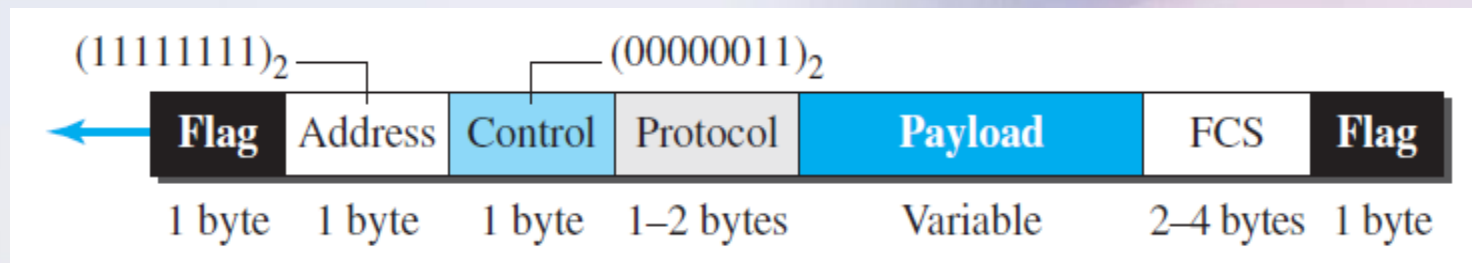 (11111111)₂ (00000011)₂
Flag Address Control Protocol Payload FCS Flag
1 byte 1 byte 1 byte 1–2 bytes Variable 2–4 bytes 1 byte